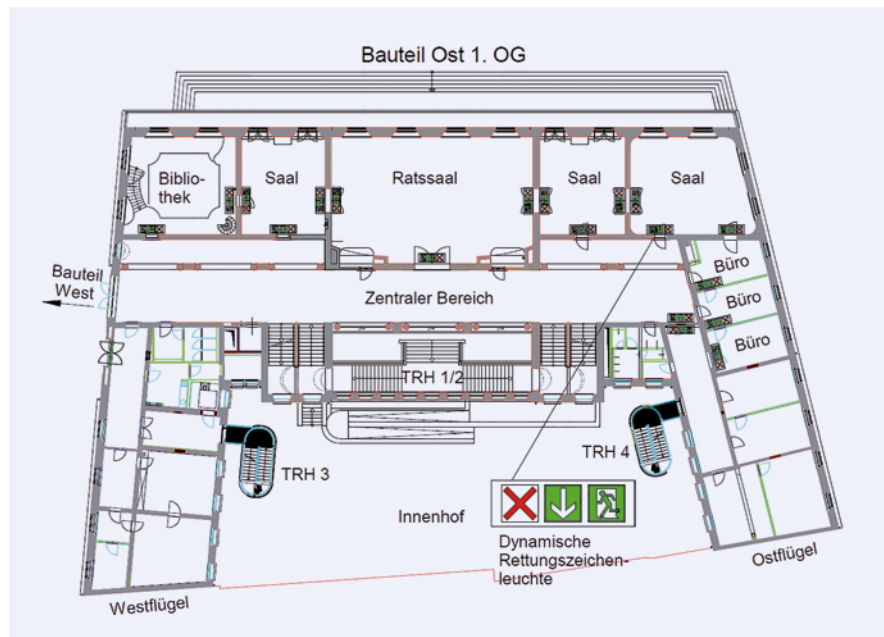 Bauteil Ost 1. OG
Biblio-
thek
Saal
Ratssaal
Saal
Saal
Bauteil
West
Zentraler Bereich
Büro
Büro
Büro
TRH 1/2
TRH 3
TRH 4
Innenhof
Dynamische
Rettungszeichen-
leuchte
Westflügel
Ostflügel